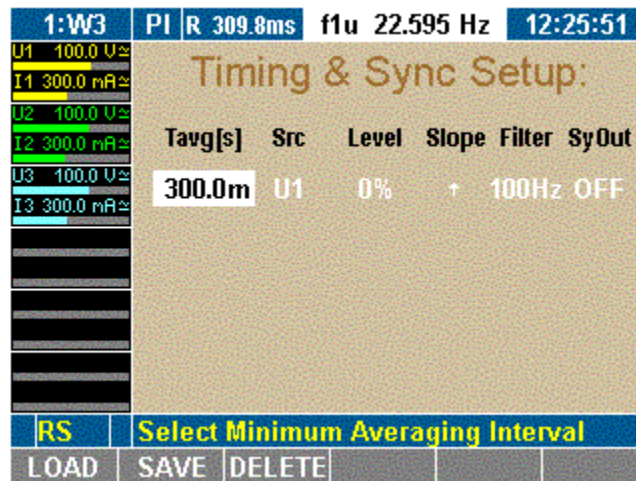 1:W3 PI R 309.8ms f1u 22.595 Hz 12:25:51
U1 100.0 V≃
I1 300.0 mA≃
U2 100.0 V≃
I2 300.0 mA≃
U3 100.0 V≃
I3 300.0 mA≃
Timing & Sync Setup:
Tavg[s] Src Level Slope Filter SyOut
300.0m U1 0% ↑ 100Hz OFF
RS Select Minimum Averaging Interval
LOAD SAVE DELETE